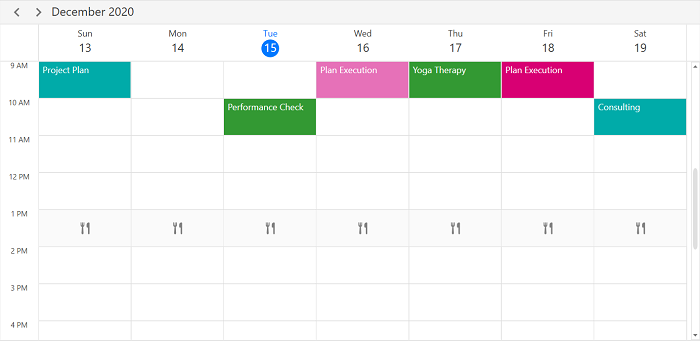 December 2020
Sun Mon Tue Wed Thu Fri Sat
13 14 15 16 17 18 19
9 AM
Project Plan Plan Execution Yoga Therapy Plan Execution
10 AM
Performance Check Consulting
11 AM
12 PM
1 PM
2 PM
3 PM
4 PM